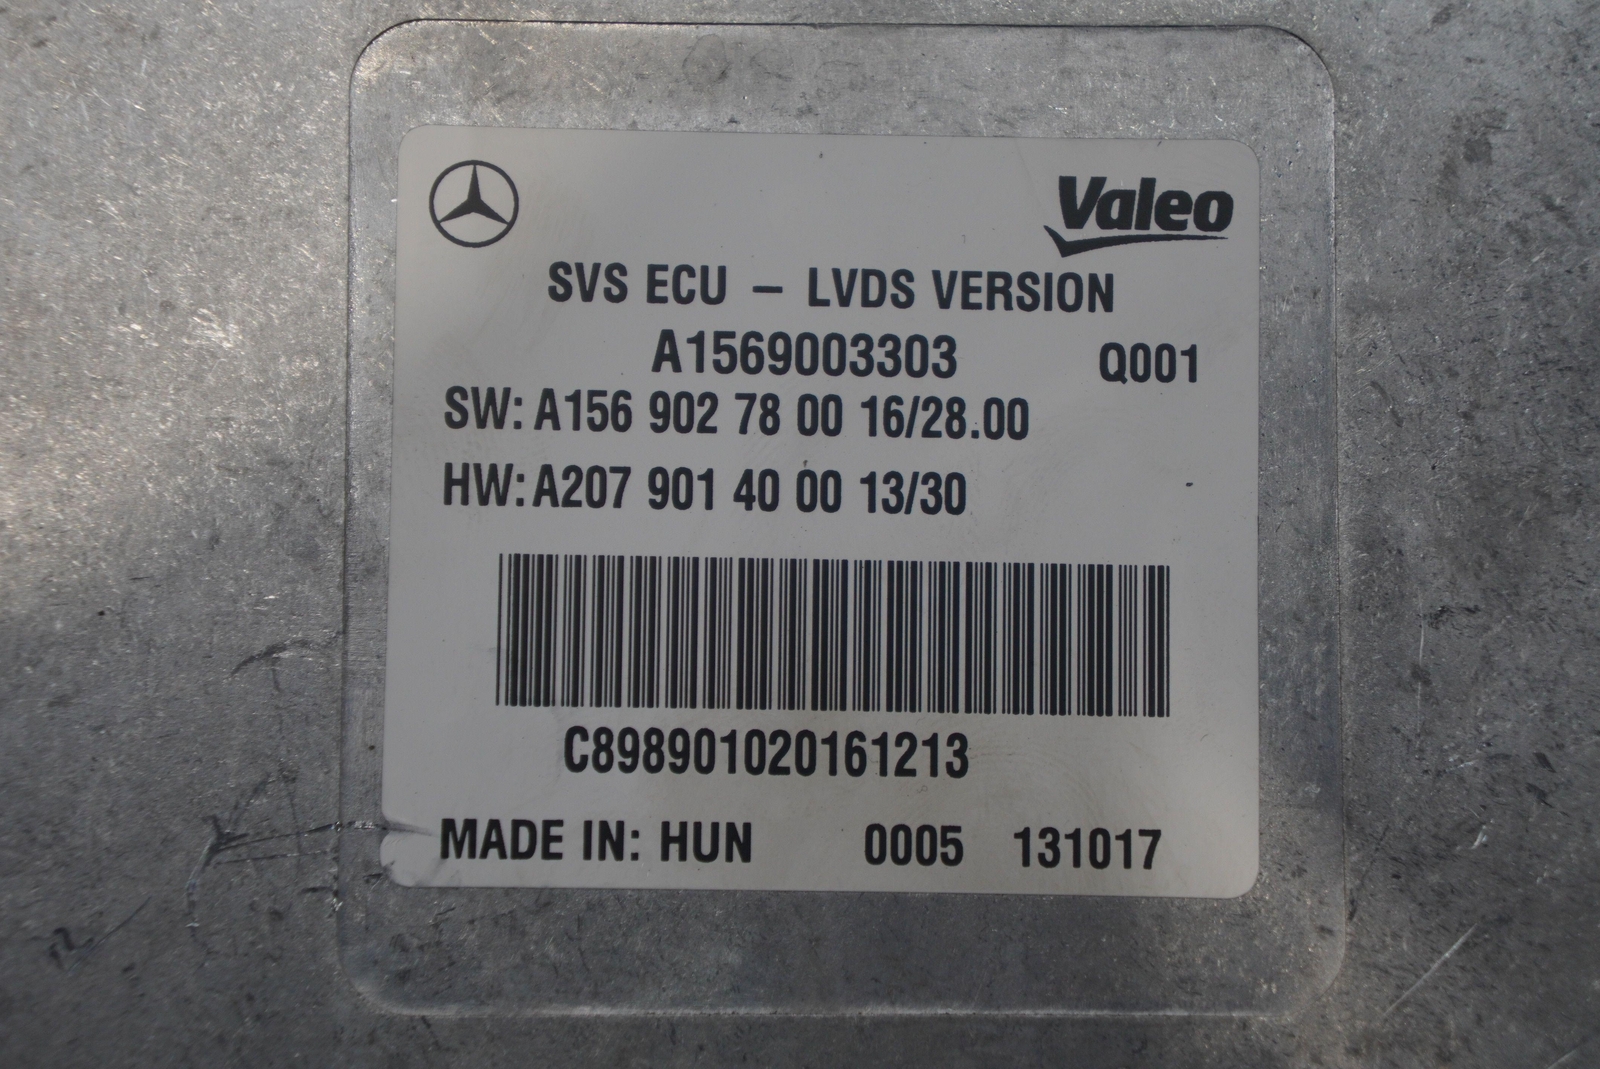 Valeo
SVS ECU – LVDS VERSION
A1569003303 Q001
SW: A156 902 78 00 16/28.00
HW: A207 901 40 00 13/30
C898901020161213
MADE IN: HUN 0005 131017